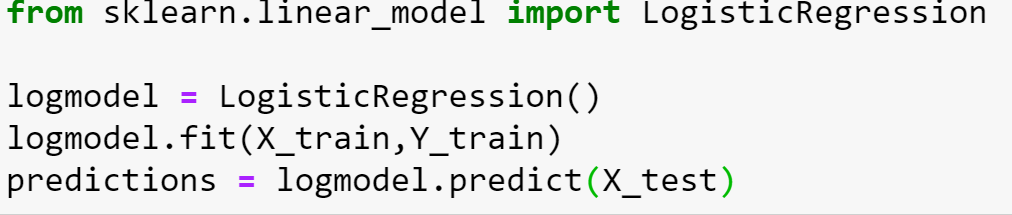 from sklearn.linear_model import LogisticRegression
logmodel = LogisticRegression()
logmodel.fit(X_train,Y_train)
predictions = logmodel.predict(X_test)